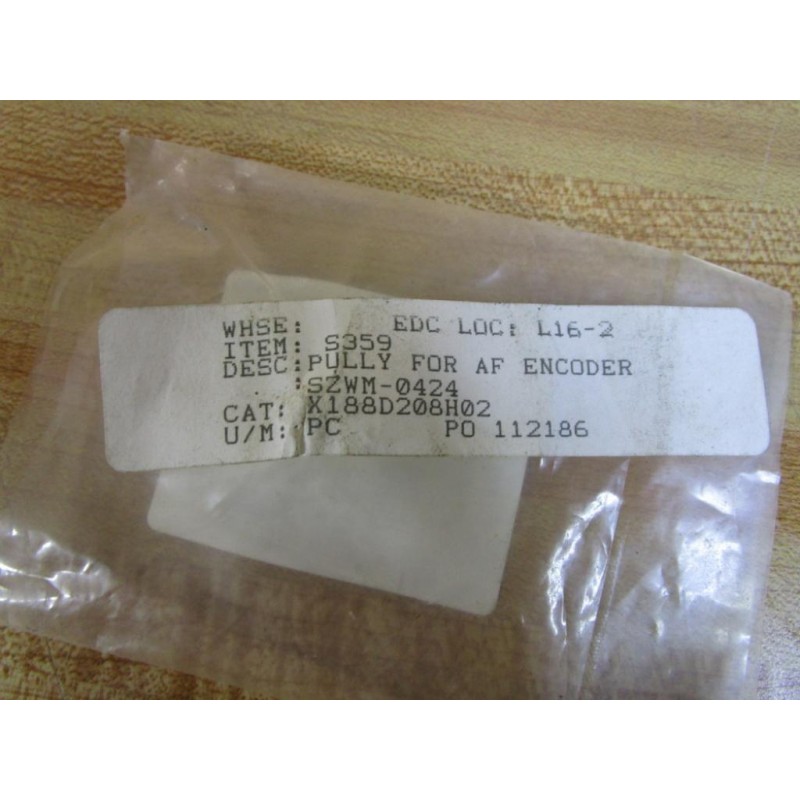 WHSE: EDC LOC: L16-2
ITEM: S359
DESC:PULLY FOR AF ENCODER
:SZWM-0424
CAT: X188D208H02
U/M: PC PO 112186